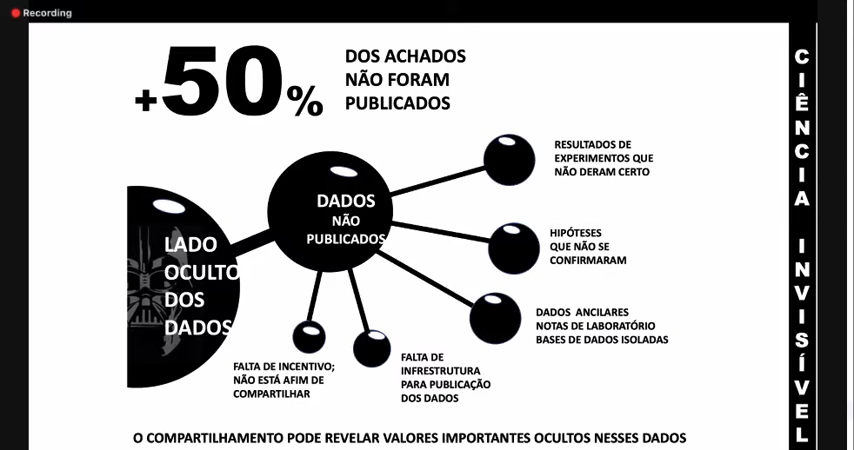 Recording
+50%
DOS ACHADOS
NÃO FORAM
PUBLICADOS
RESULTADOS DE
EXPERIMENTOS QUE
NÃO DERAM CERTO
DADOS
NÃO
PUBLICADOS
HIPÓTESES
QUE NÃO SE
CONFIRMARAM
LADO
OCULTO
DOS
DADOS
DADOS ANCILARES
NOTAS DE LABORATÓRIO
BASES DE DADOS ISOLADAS
FALTA DE INCENTIVO;
NÃO ESTÁ AFIM DE
COMPARTILHAR
FALTA DE
INFRESTRUTURA
PARA PUBLICAÇÃO
DOS DADOS
O COMPARTILHAMENTO PODE REVELAR VALORES IMPORTANTES OCULTOS NESSES DADOS
CIÊNCIA INVISÍVEL